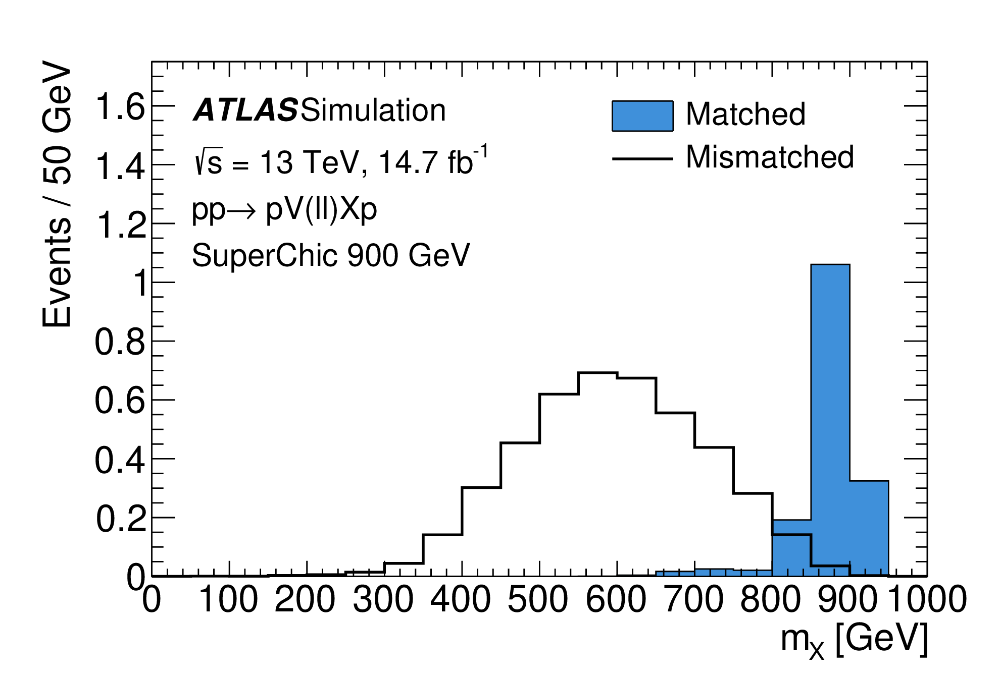 Events / 50 GeV
1.6
1.4
1.2
1
0.8
0.6
0.4
0.2
0
ATLAS Simulation
√s = 13 TeV, 14.7 fb⁻¹
pp→ pV(ll)Xp
SuperChic 900 GeV
Matched
Mismatched
0 100 200 300 400 500 600 700 800 900 1000
m_X [GeV]